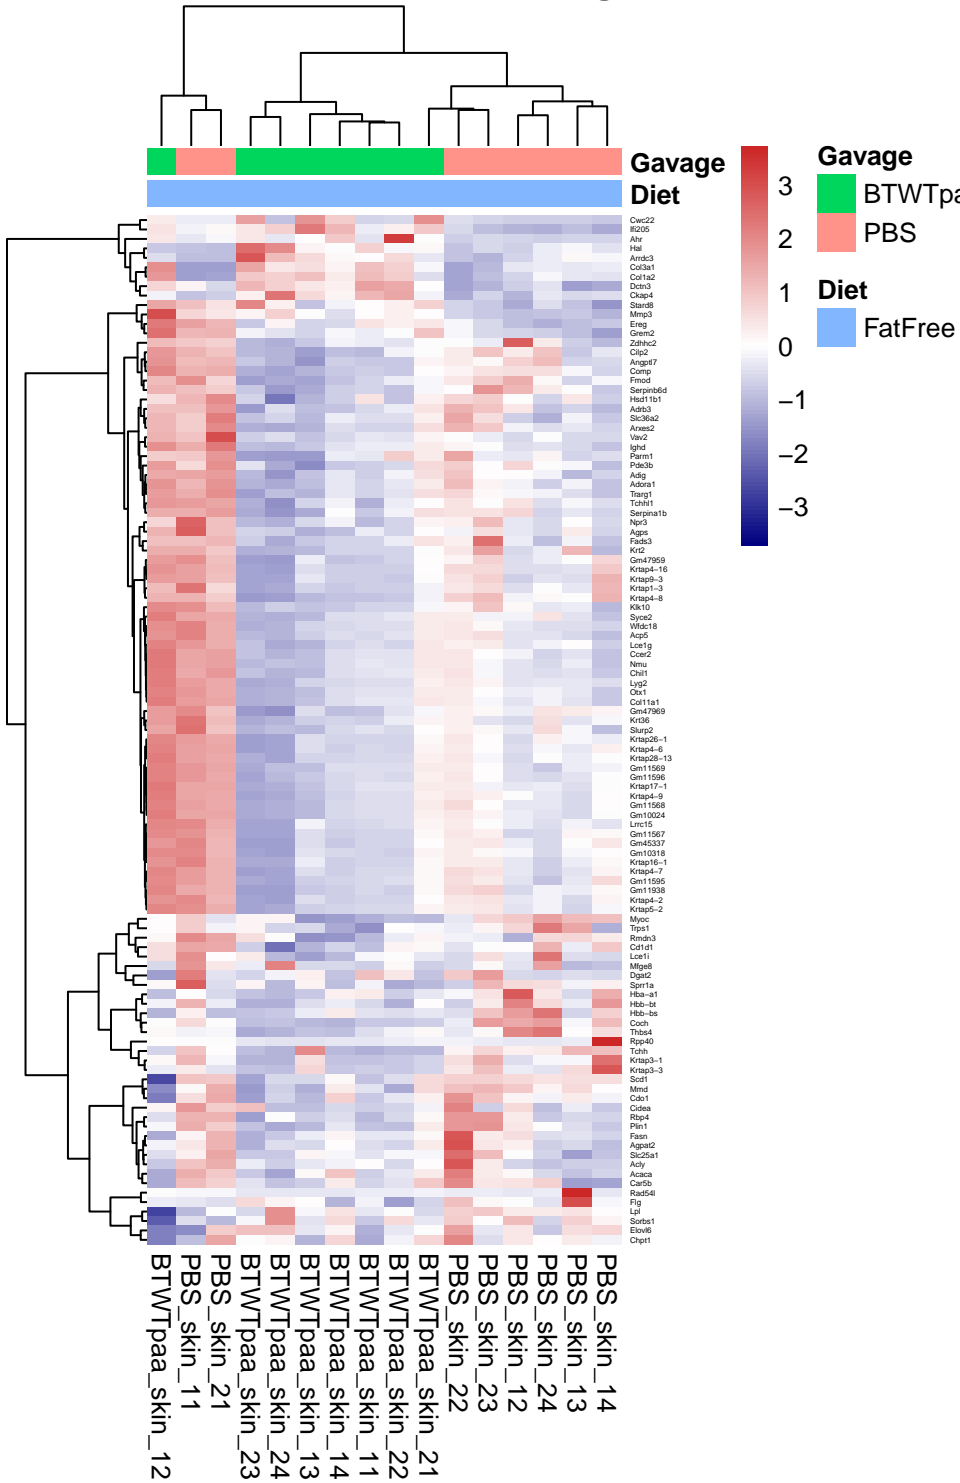 Gavage
Diet
3
2
1
0
−1
−2
−3
Gavage
BTWTpa
PBS
Diet
FatFree
Cwc22
Ifi205
Ahr
Hal
Arrdc3
Col3a1
Col1a2
Dctn3
Ckap4
Stard8
Mmp3
Ereg
Grem2
Zdhhc2
Cilp2
Angptl7
Comp
Fmod
Serpinb6d
Hsd11b1
Adrb3
Slc36a2
Arxes2
Vav2
Ighd
Parm1
Pde3b
Adig
Adora1
Trarg1
Tchhl1
Serpina1b
Npr3
Agps
Fads3
Krt2
Gm47959
Krtap4−16
Krtap9−3
Krtap1−3
Krtap4−8
Klk10
Syce2
Wfdc18
Acp5
Lce1g
Ccer2
Nmu
Chil1
Lyg2
Otx1
Col11a1
Gm47969
Krt36
Slurp2
Krtap26−1
Krtap4−6
Krtap28−13
Gm11569
Gm11596
Krtap17−1
Krtap4−9
Gm11568
Gm10024
Lrrc15
Gm11567
Gm45337
Gm10318
Krtap16−1
Krtap4−7
Gm11595
Gm11938
Krtap4−2
Krtap5−2
Myoc
Trps1
Rmdn3
Cd1d1
Lce1i
Mfge8
Dgat2
Sprr1a
Hba−a1
Hbb−bt
Hbb−bs
Coch
Thbs4
Rpp40
Tchh
Krtap3−1
Krtap3−3
Scd1
Mmd
Cdo1
Cidea
Rbp4
Plin1
Fasn
Agpat2
Slc25a1
Acly
Acaca
Car5b
Rad54l
Flg
Lpl
Sorbs1
Elovl6
Chpt1
BTWTpaa_skin_12
PBS_skin_11
PBS_skin_21
BTWTpaa_skin_23
BTWTpaa_skin_24
BTWTpaa_skin_13
BTWTpaa_skin_14
BTWTpaa_skin_11
BTWTpaa_skin_22
BTWTpaa_skin_21
PBS_skin_22
PBS_skin_23
PBS_skin_12
PBS_skin_24
PBS_skin_13
PBS_skin_14